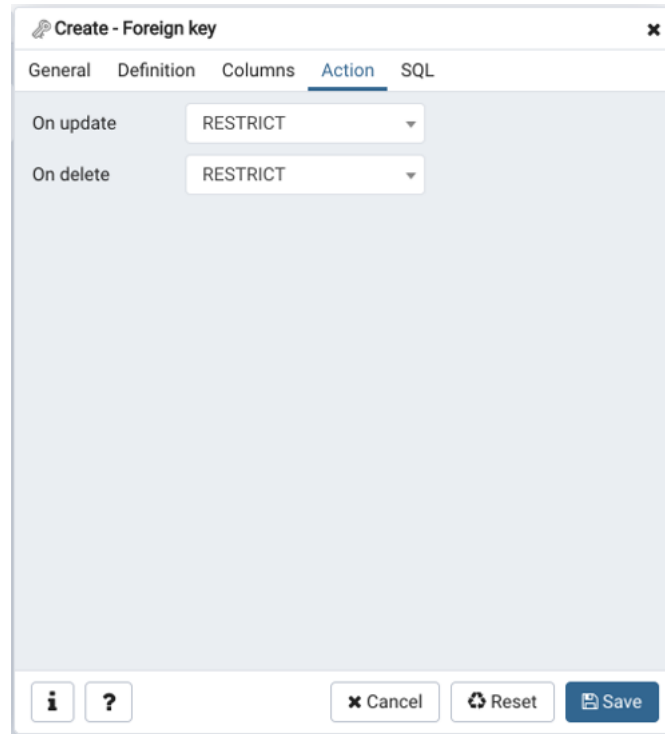 Create - Foreign key
General Definition Columns Action SQL
On update RESTRICT
On delete RESTRICT
i ? Cancel Reset Save